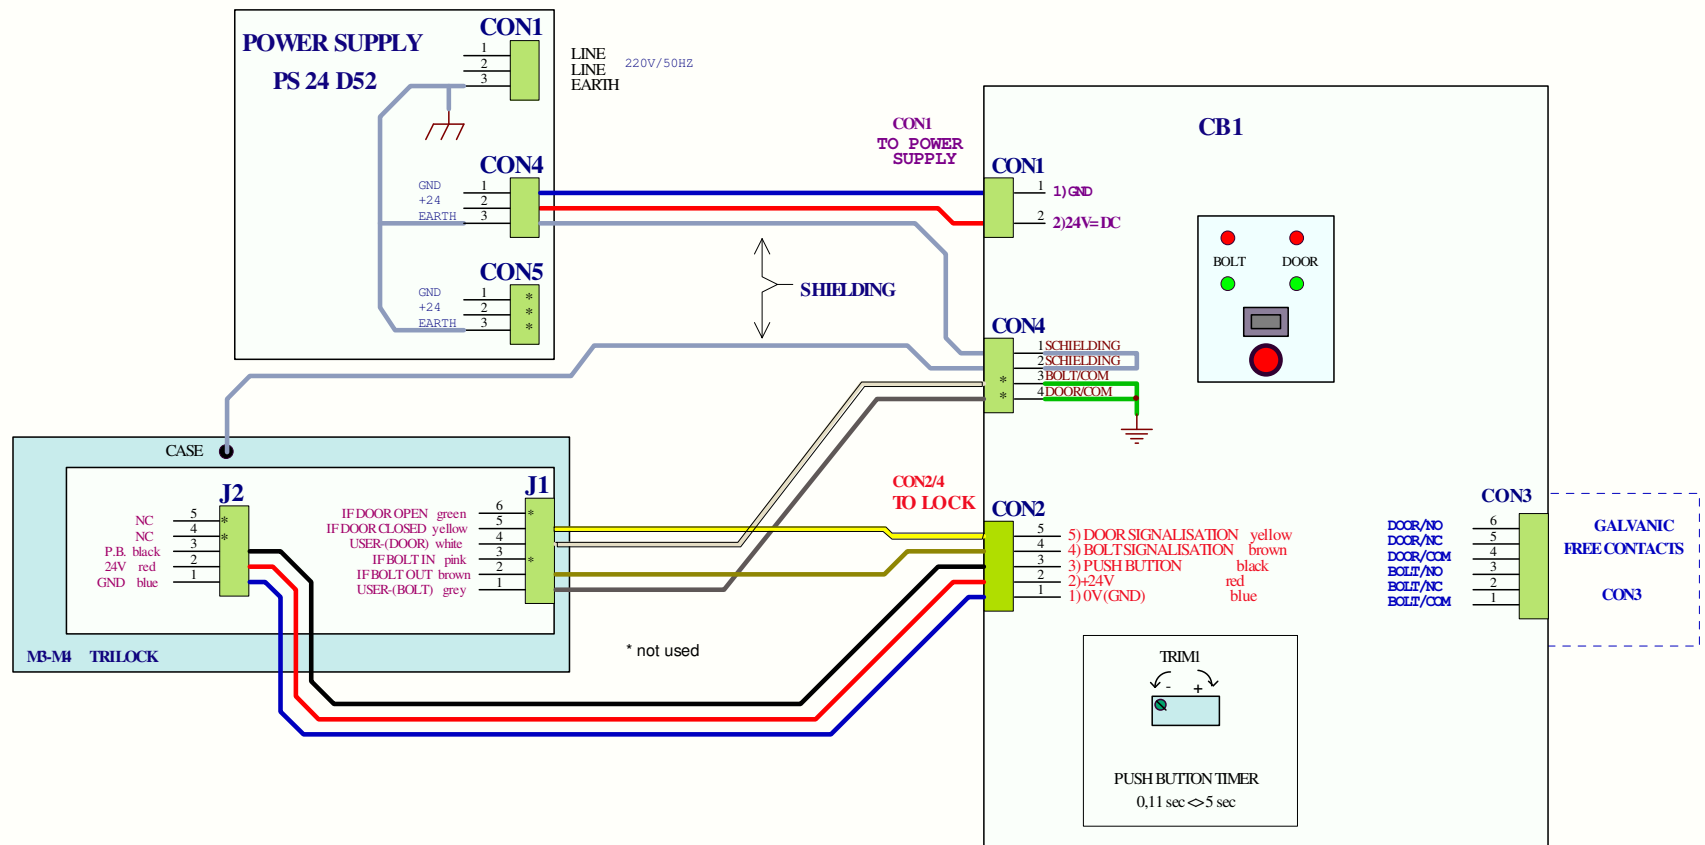 POWER SUPPLY
PS 24 D52
CON1
1
2
3
LINE
LINE
EARTH
220V/50HZ
CON4
GND 1
+24 2
EARTH 3
CON5
GND 1 *
+24 2 *
EARTH 3 *
SHIELDING
CON1
TO POWER
SUPPLY
CB1
CON1
1 1)GND
2 2)24V=DC
BOLT DOOR
CON4
1 SCHIELDING
2 SCHIELDING
* 3 BOLT/COM
* 4 DOOR/COM
CASE
J2
NC 5 *
NC 4 *
P.B. black 3
24V red 2
GND blue 1
J1
IF DOOR OPEN green 6 *
IF DOOR CLOSED yellow 5
USER-(DOOR) white 4
IF BOLT IN pink 3 *
IF BOLT OUT brown 2
USER-(BOLT) grey 1
M3-M4 TRILOCK
* not used
CON2/4
TO LOCK
CON2
5 5) DOOR SIGNALISATION yellow
4 4) BOLT SIGNALISATION brown
3 3) PUSH BUTTON black
2 2)+24V red
1 1) 0V(GND) blue
CON3
DOOR/NO 6
DOOR/NC 5
DOOR/COM 4
BOLT/NO 3
BOLT/NC 2
BOLT/COM 1
GALVANIC
FREE CONTACTS
CON3
TRIM1
- +
PUSH BUTTON TIMER
0,11 sec <> 5 sec